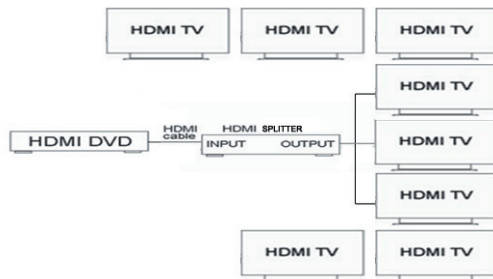 HDMI TV HDMI TV HDMI TV
HDMI TV
HDMI cable
HDMI SPLITTER
HDMI DVD
INPUT OUTPUT
HDMI TV
HDMI TV
HDMI TV HDMI TV